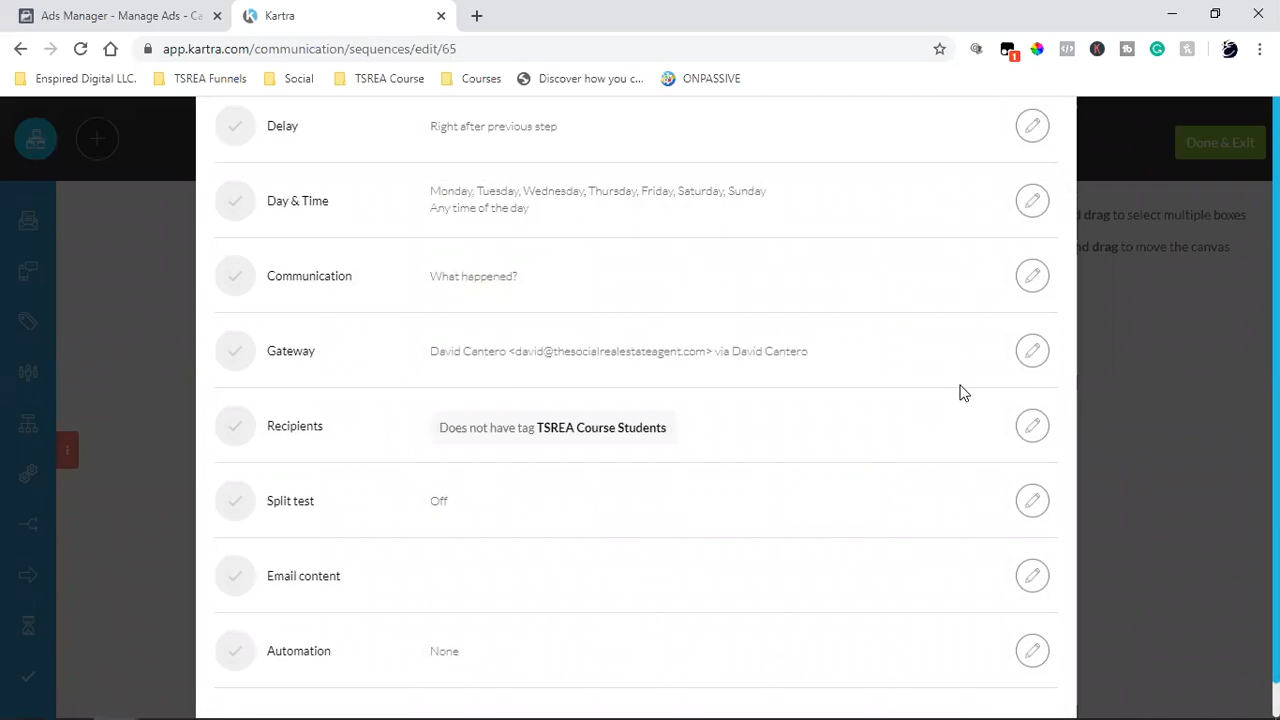 Ads Manager - Manage Ads - Ca
Kartra
app.kartra.com/communication/sequences/edit/65
1
Enspired Digital LLC.
TSREA Funnels
Social
TSREA Course
Courses
Discover how you c...
ONPASSIVE
Done & Exit
d drag to select multiple boxes
nd drag to move the canvas
Delay
Right after previous step
Day & Time
Monday, Tuesday, Wednesday, Thursday, Friday, Saturday, Sunday
Any time of the day
Communication
What happened?
Gateway
David Cantero <david@thesocialrealestateagent.com> via David Cantero
Recipients
Does not have tag TSREA Course Students
Split test
Off
Email content
Automation
None